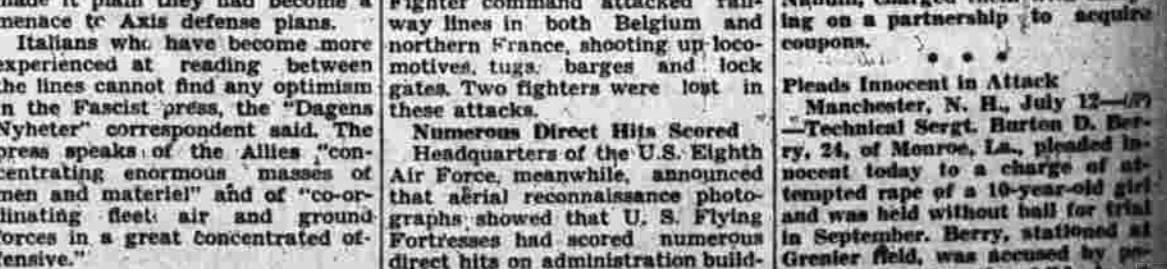 made it plain they had become a
menace to Axis defense plans.
Italians who have become more
experienced at reading between
the lines cannot find any optimism
in the Fascist press, the "Dagens
Nyheter" correspondent said. The
press speaks of the Allies "con-
centrating enormous masses of
men and materiel" and of "co-or-
dinating fleet air and ground
forces in a great concentrated of-
fensive."
Fighter command attacked rail-
way lines in both Belgium and
northern France, shooting up loco-
motives, tugs, barges and lock
gates. Two fighters were lost in
these attacks.
Numerous Direct Hits Scored
Headquarters of the U.S. Eighth
Air Force, meanwhile, announced
that aerial reconnaissance photo-
graphs showed that U. S. Flying
Fortresses had scored numerous
direct hits on administration build-
charged them
ing on a partnership to acquire
coupons.
• • •
Pleads Innocent in Attack
Manchester, N. H., July 12—(AP)
—Technical Sergt. Burton D. Ber-
ry, 24, of Monroe, La., pleaded in-
nocent today to a charge of at-
tempted rape of a 10-year-old girl
and was held without bail for trial
in September. Berry, stationed at
Grenier field, was accused by po-